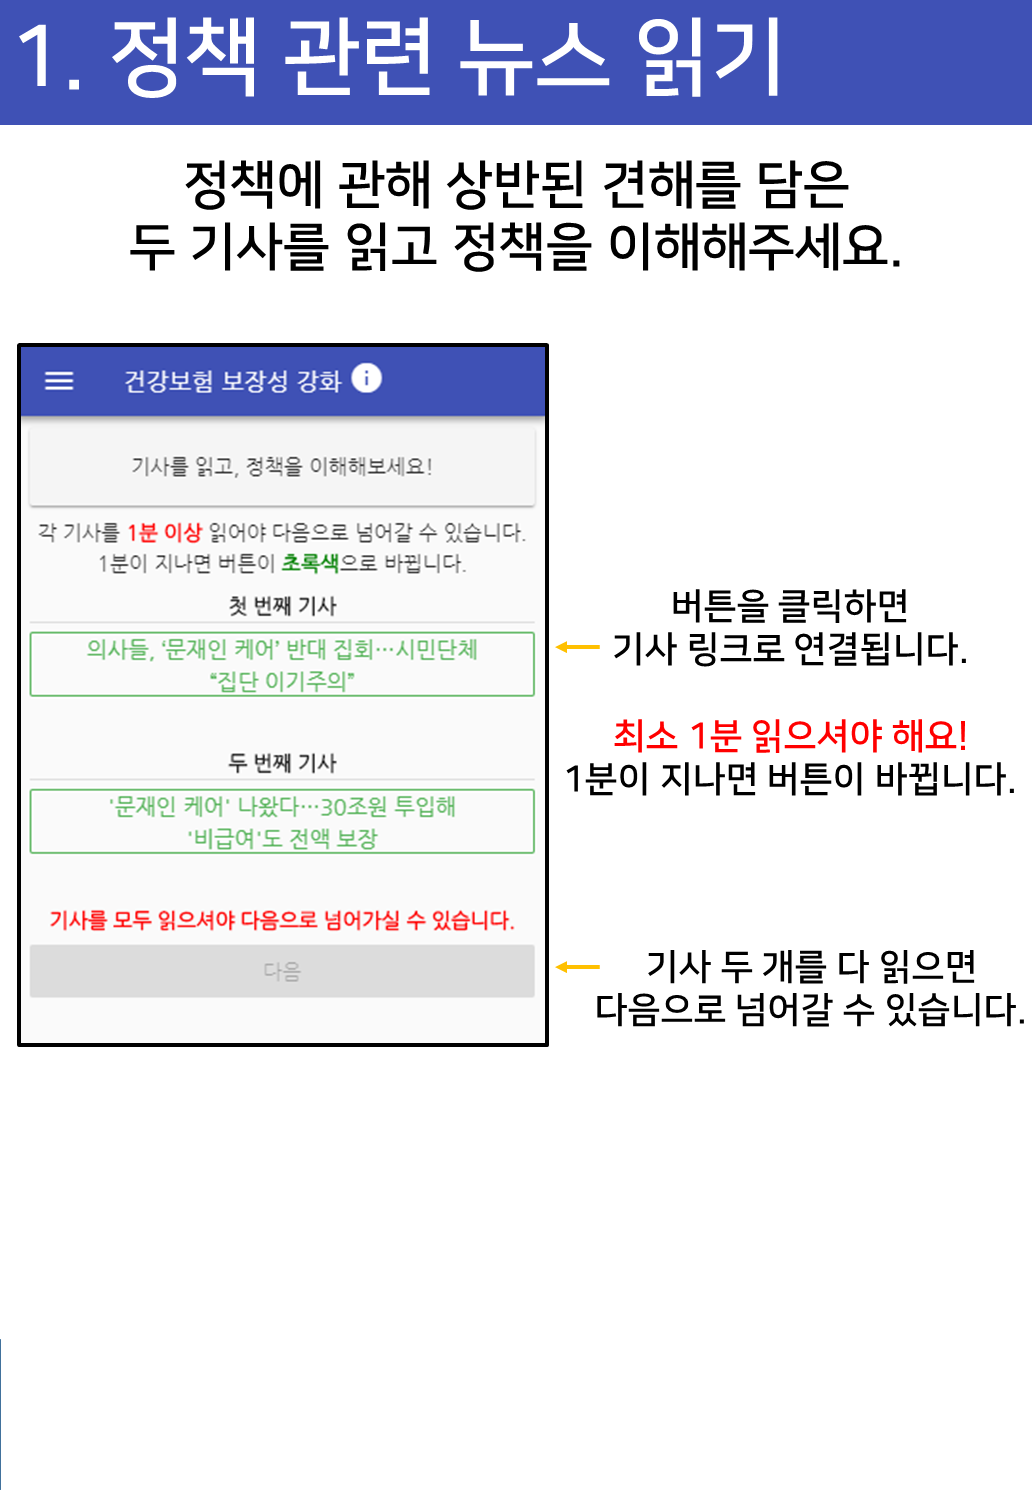 1. 정책 관련 뉴스 읽기
정책에 관해 상반된 견해를 담은
두 기사를 읽고 정책을 이해해주세요.
건강보험 보장성 강화 i
기사를 읽고, 정책을 이해해보세요!
각 기사를 1분 이상 읽어야 다음으로 넘어갈 수 있습니다.
1분이 지나면 버튼이 초록색으로 바뀝니다.
첫 번째 기사
의사들, ‘문재인 케어’ 반대 집회…시민단체
“집단 이기주의”
두 번째 기사
'문재인 케어' 나왔다…30조원 투입해
'비급여'도 전액 보장
기사를 모두 읽으셔야 다음으로 넘어가실 수 있습니다.
다음
버튼을 클릭하면
기사 링크로 연결됩니다.
최소 1분 읽으셔야 해요!
1분이 지나면 버튼이 바뀝니다.
기사 두 개를 다 읽으면
다음으로 넘어갈 수 있습니다.